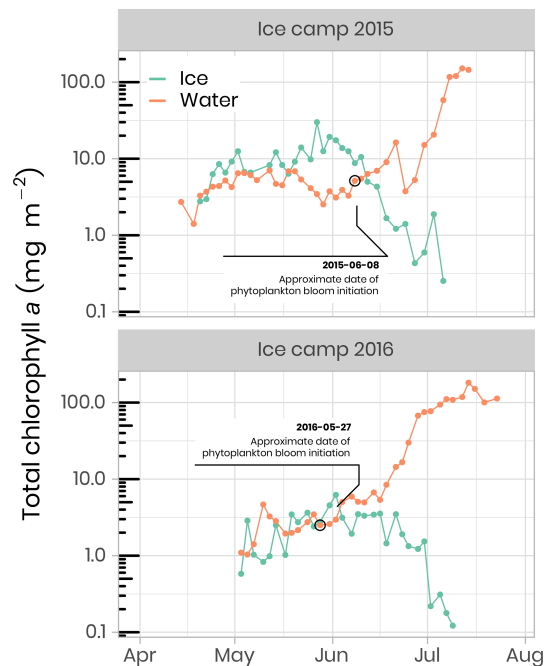 Ice camp 2015
100.0
10.0
1.0
0.1
Ice
Water
2015-06-08
Approximate date of
phytoplankton bloom initiation
Total chlorophyll a (mg m⁻²)
Ice camp 2016
100.0
10.0
1.0
0.1
2016-05-27
Approximate date of
phytoplankton bloom initiation
Apr May Jun Jul Aug